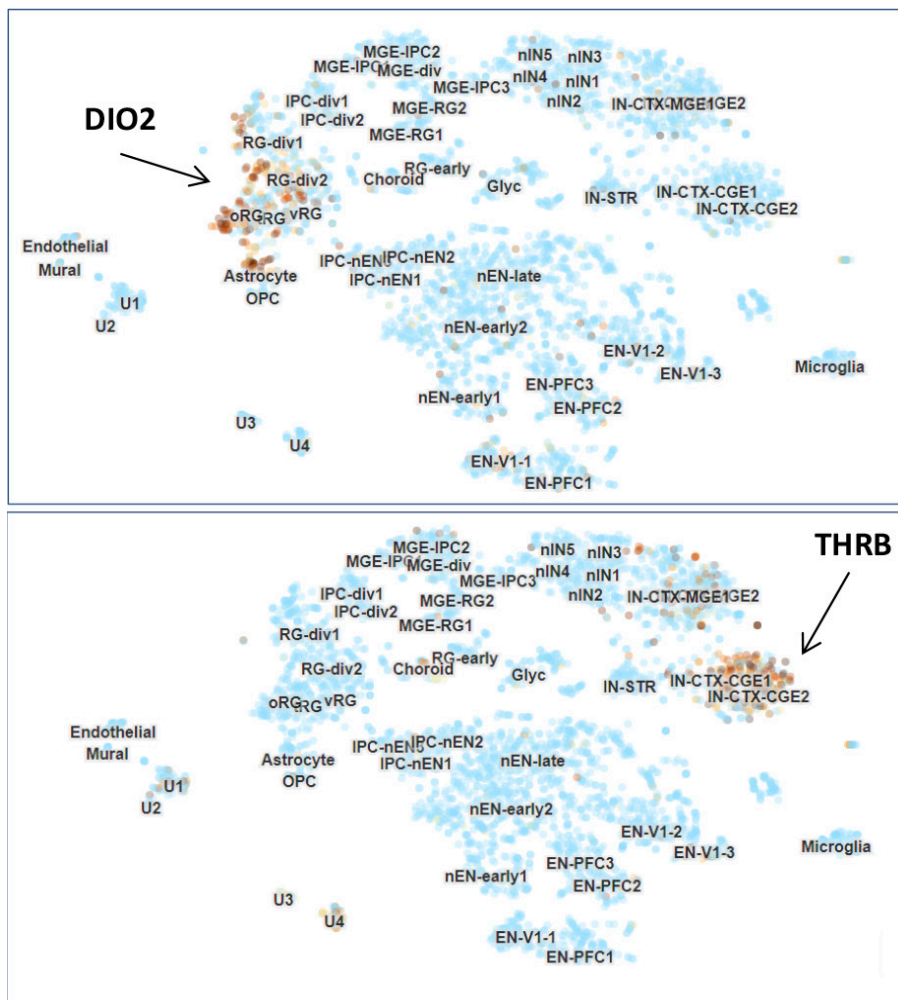 DIO2
MGE-IPC2
MGE-IPC1
MGE-div
MGE-IPC3
MGE-RG2
MGE-RG1
nIN5
nIN3
nIN4
nIN1
nIN2
IN-CTX-MGE1
IPC-div1
IPC-div2
RG-div1
RG-div2
oRG
vRG
Choroid
RG-early
Glyc
IN-STR
IN-CTX-CGE1
IN-CTX-CGE2
Endothelial
Mural
U1
U2
Astrocyte
OPC
IPC-nEN2
IPC-nEN1
nEN-late
nEN-early2
nEN-early1
EN-V1-2
EN-V1-3
EN-PFC3
EN-PFC2
Microglia
U3
U4
EN-V1-1
EN-PFC1
THRB
MGE-IPC2
MGE-div
MGE-IPC3
MGE-RG2
MGE-RG1
nIN5
nIN3
nIN4
nIN1
nIN2
IN-CTX-MGE1
IPC-div1
IPC-div2
RG-div1
RG-div2
oRG
vRG
Choroid
RG-early
Glyc
IN-STR
IN-CTX-CGE1
IN-CTX-CGE2
Endothelial
Mural
U1
U2
Astrocyte
OPC
IPC-nEN2
IPC-nEN1
nEN-late
nEN-early2
nEN-early1
EN-V1-2
EN-V1-3
EN-PFC3
EN-PFC2
Microglia
U3
U4
EN-V1-1
EN-PFC1